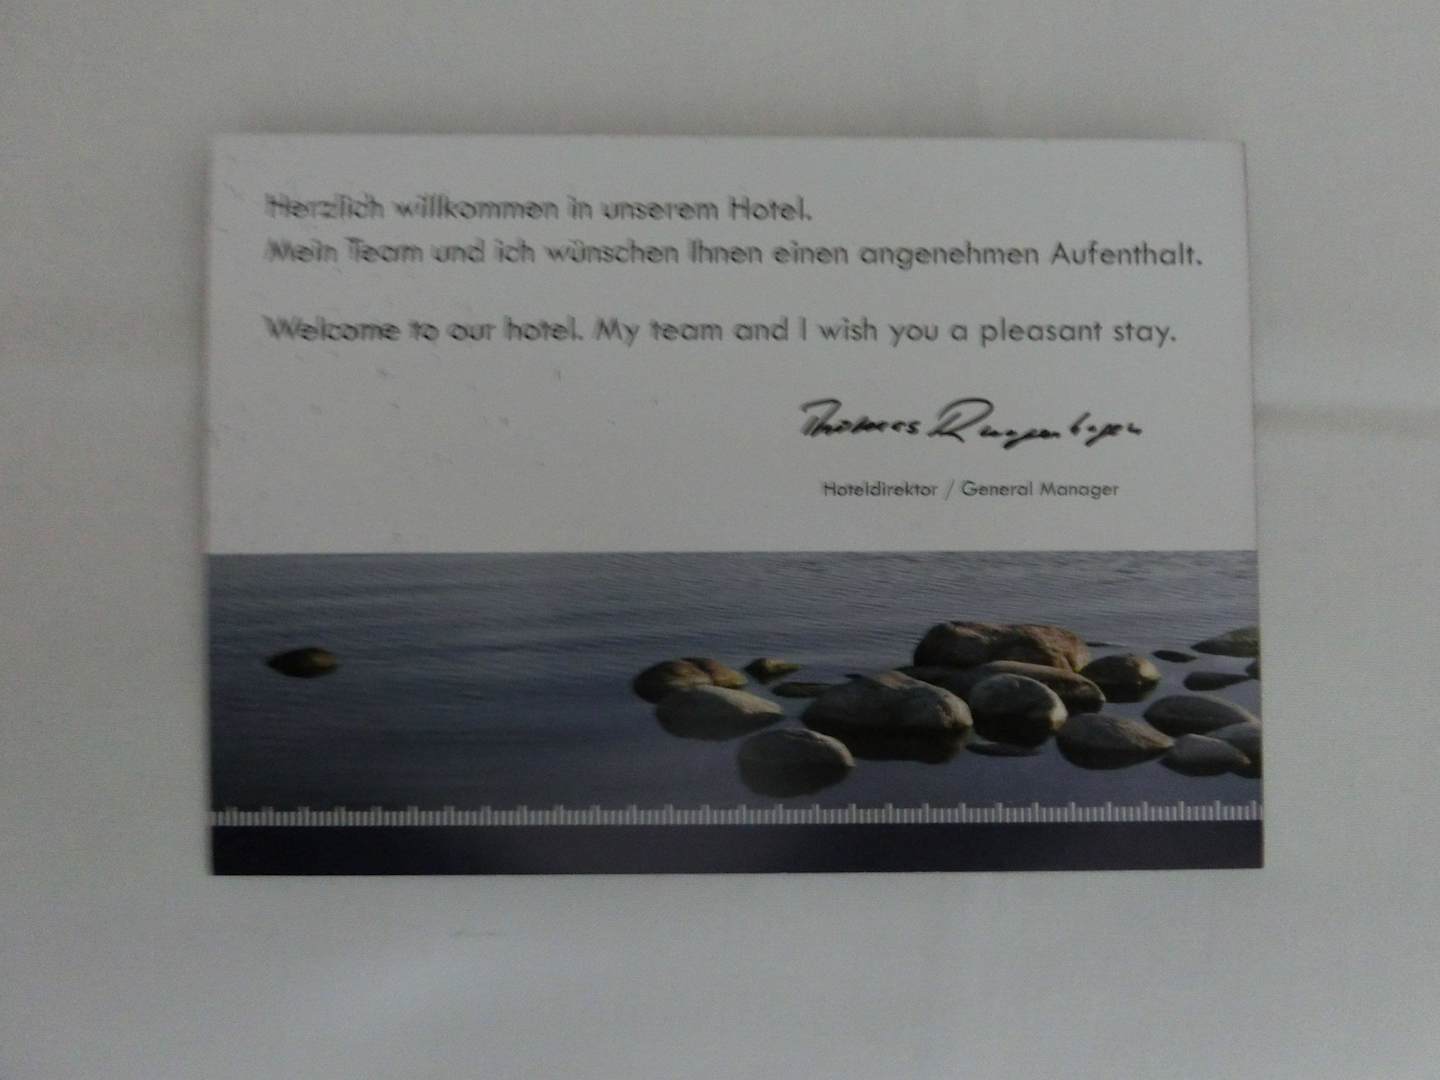 Herzlich willkommen in unserem Hotel.
Mein Team und ich wünschen Ihnen einen angenehmen Aufenthalt.
Welcome to our hotel. My team and I wish you a pleasant stay.
Thomas
Hoteldirektor / General Manager